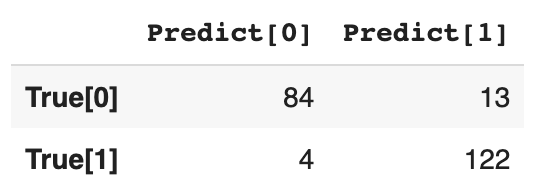 Predict[0] Predict[1]
True[0] 84 13
True[1] 4 122